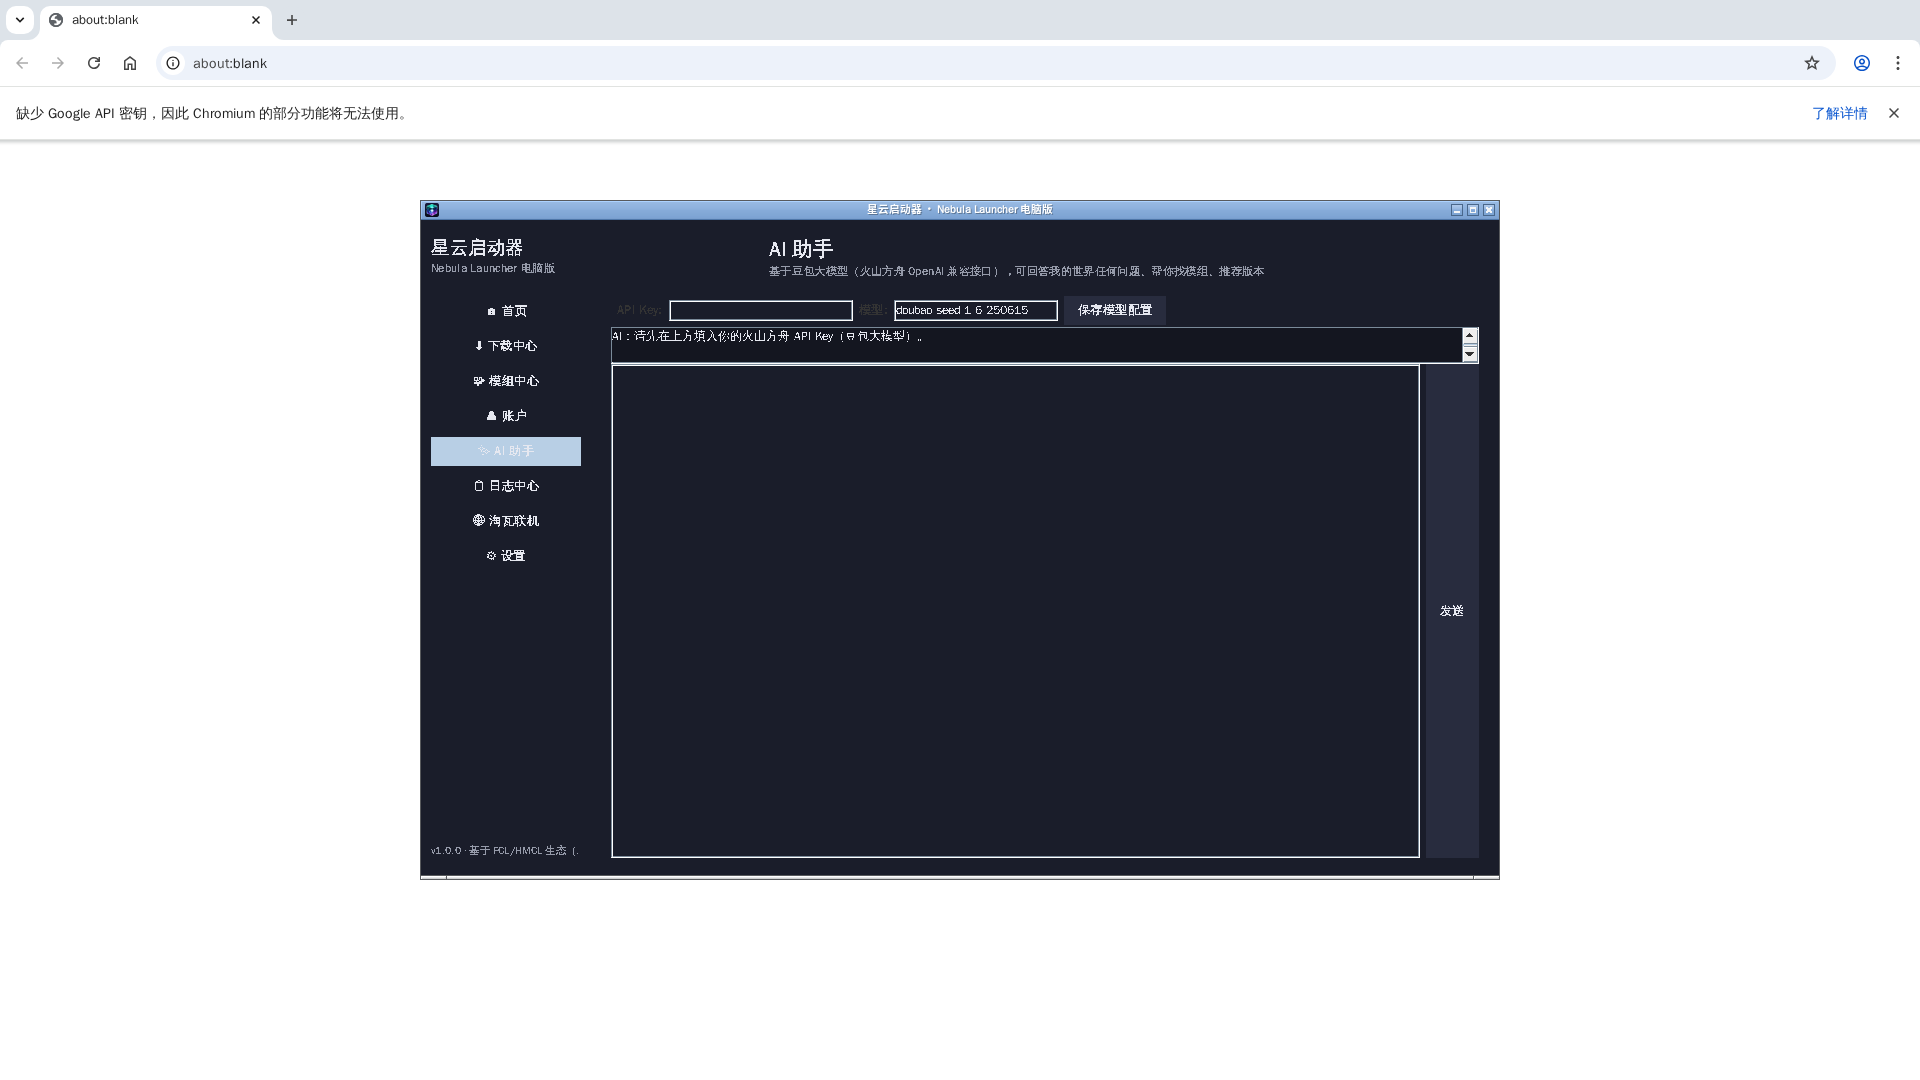 about:blank
about:blank
缺少 Google API 密钥，因此 Chromium 的部分功能将无法使用。
了解详情
星云启动器 · Nebula Launcher 电脑版
星云启动器
Nebula Launcher 电脑版
AI 助手
基于豆包大模型（火山方舟 OpenAI 兼容接口），可回答我的世界任何问题、帮你找模组、推荐版本
API Key:
模型:
doubao seed 1 6 250615
保存模型配置
AI：请先在上方填入你的火山方舟 API Key（豆包大模型）。
首页
下载中心
模组中心
账户
AI 助手
日志中心
淘瓦联机
设置
发送
v1.0.0 · 基于 FCL/HMCL 生态（.